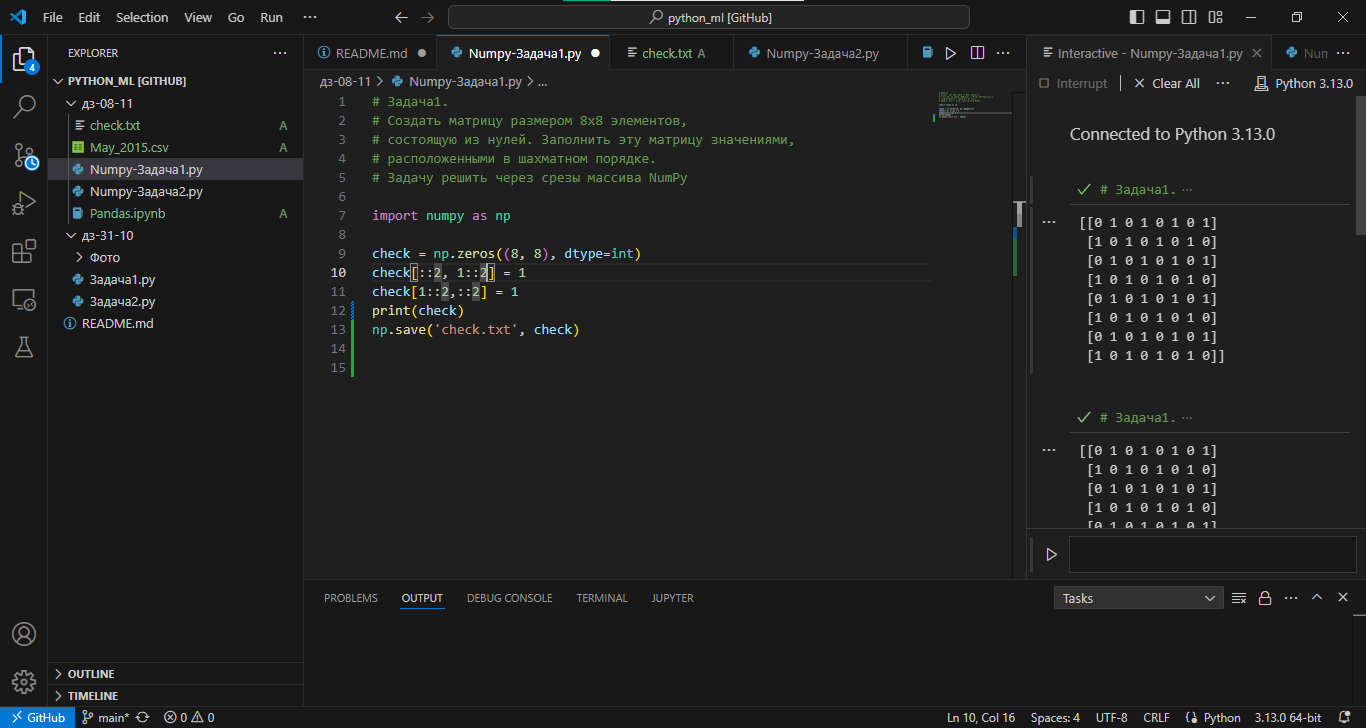 File Edit Selection View Go Run ···
python_ml [GitHub]
EXPLORER
PYTHON_ML [GITHUB]
дз-08-11
check.txt A
May_2015.csv A
Numpy-Задача1.py
Numpy-Задача2.py
Pandas.ipynb A
дз-31-10
Фото
Задача1.py
Задача2.py
README.md
OUTLINE
TIMELINE
4
README.md
Numpy-Задача1.py
check.txt A
Numpy-Задача2.py
дз-08-11 > Numpy-Задача1.py > ...
1 # Задача1.
2 # Создать матрицу размером 8х8 элементов,
3 # состоящую из нулей. Заполнить эту матрицу значениями,
4 # расположенными в шахматном порядке.
5 # Задачу решить через срезы массива NumPy
6
7 import numpy as np
8
9 check = np.zeros((8, 8), dtype=int)
10 check[::2, 1::2] = 1
11 check[1::2,::2] = 1
12 print(check)
13 np.save('check.txt', check)
14
15
Interactive - Numpy-Задача1.py
Num
Interrupt
Clear All
Python 3.13.0
Connected to Python 3.13.0
# Задача1. ···
[[0 1 0 1 0 1 0 1]
[1 0 1 0 1 0 1 0]
[0 1 0 1 0 1 0 1]
[1 0 1 0 1 0 1 0]
[0 1 0 1 0 1 0 1]
[1 0 1 0 1 0 1 0]
[0 1 0 1 0 1 0 1]
[1 0 1 0 1 0 1 0]]
# Задача1. ···
[[0 1 0 1 0 1 0 1]
[1 0 1 0 1 0 1 0]
[0 1 0 1 0 1 0 1]
[1 0 1 0 1 0 1 0]
[0 1 0 1 0 1 0 1]
PROBLEMS OUTPUT DEBUG CONSOLE TERMINAL JUPYTER
Tasks
GitHub main* 0 0
Ln 10, Col 16 Spaces: 4 UTF-8 CRLF Python 3.13.0 64-bit